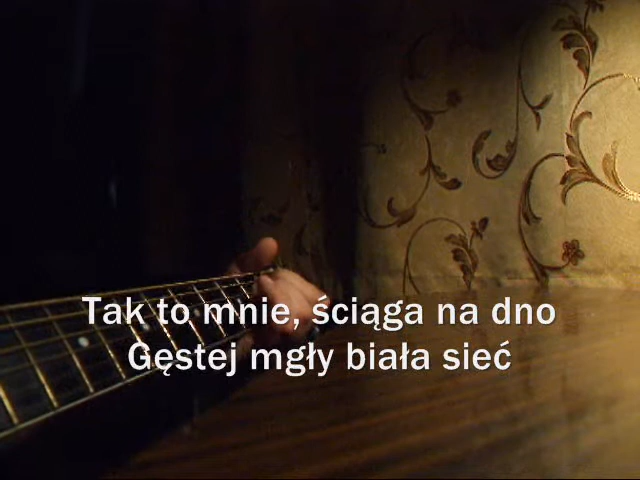 Tak to mnie, ściąga na dno
Gęstej mgły biała sieć